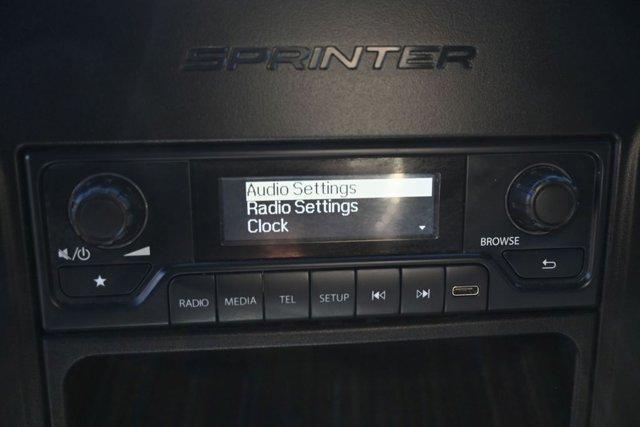 SPRINTER
Audio Settings
Radio Settings
Clock
BROWSE
RADIO MEDIA TEL SETUP